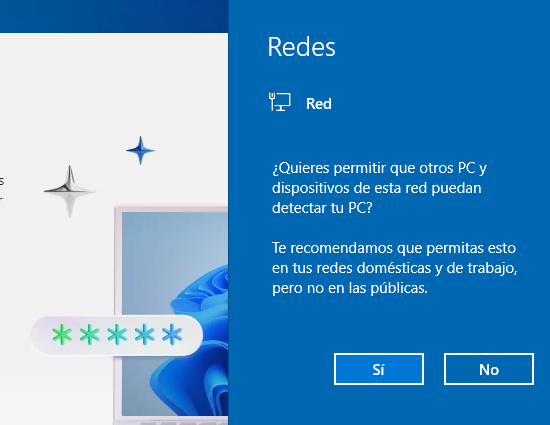 Redes
Red
¿Quieres permitir que otros PC y
dispositivos de esta red puedan
detectar tu PC?
Te recomendamos que permitas esto
en tus redes domésticas y de trabajo,
pero no en las públicas.
Sí
No